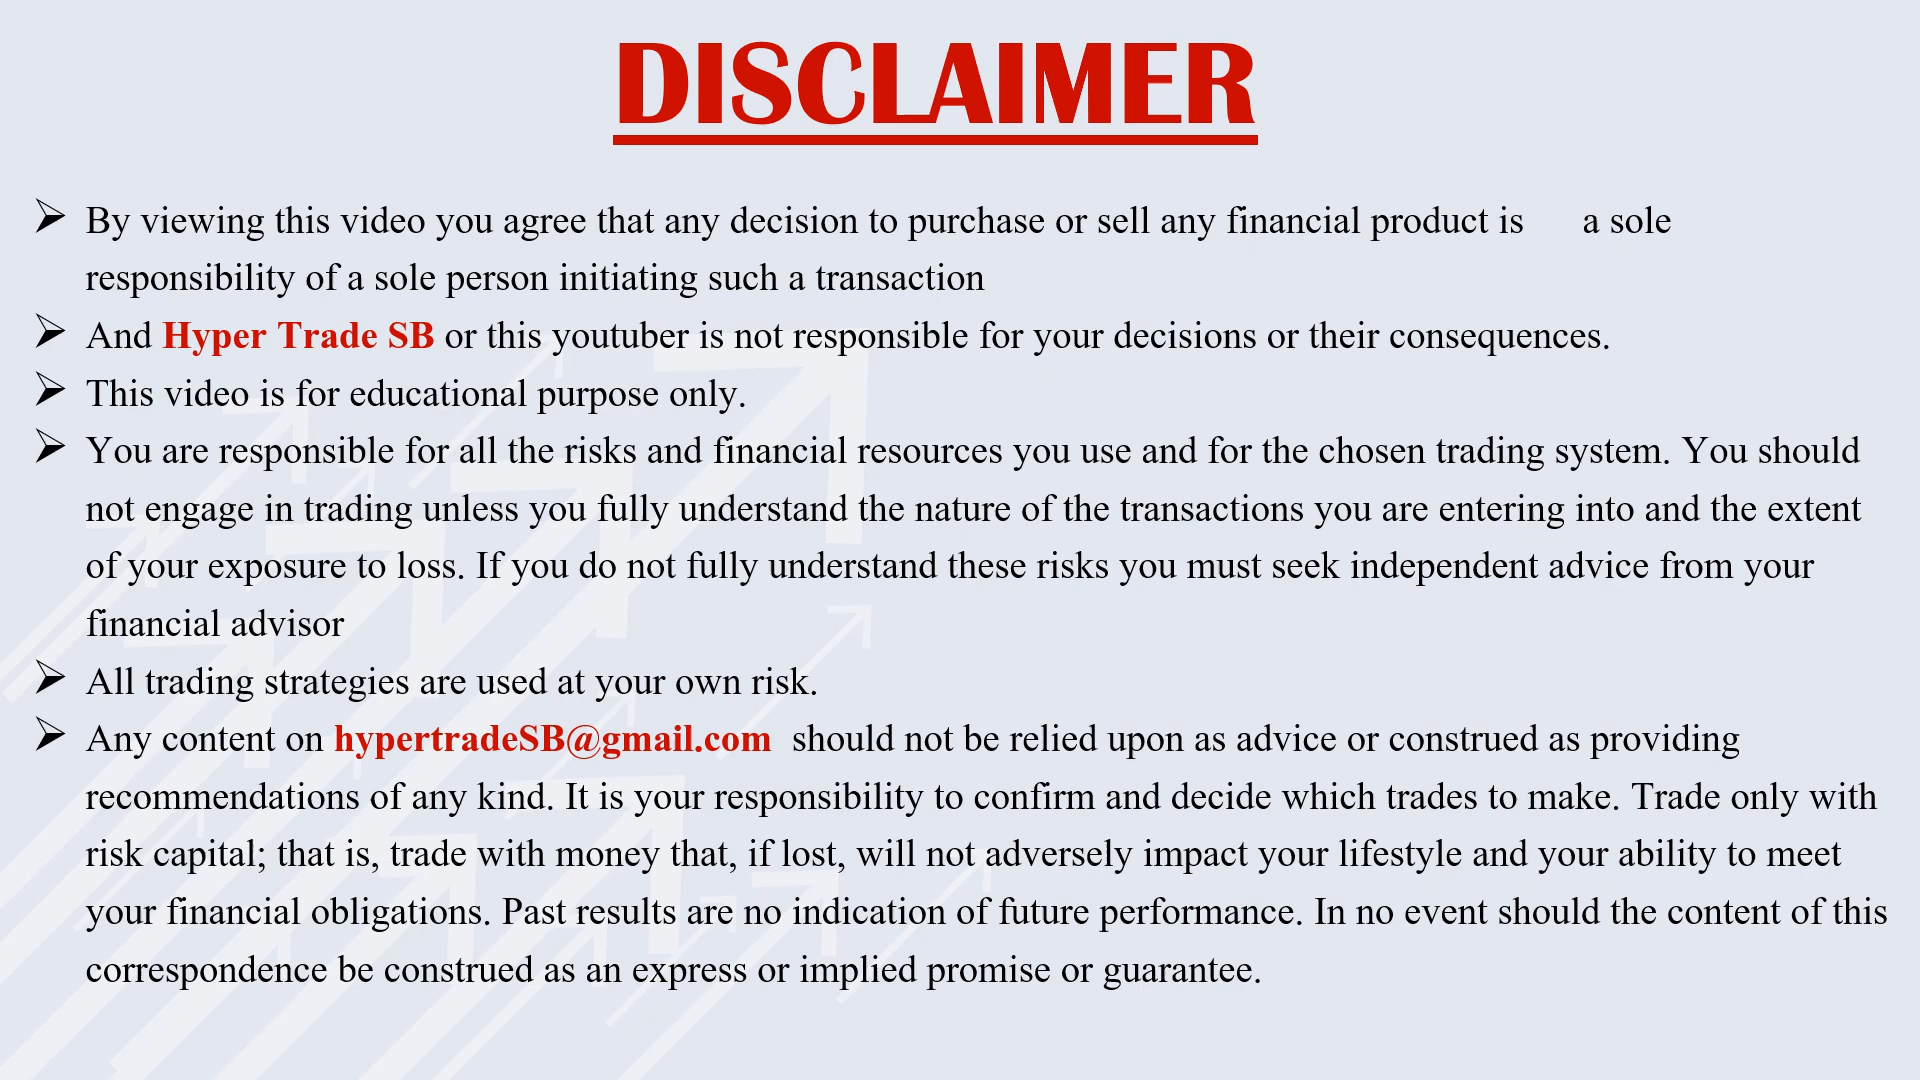 DISCLAIMER
➢ By viewing this video you agree that any decision to purchase or sell any financial product is a sole
responsibility of a sole person initiating such a transaction
➢ And Hyper Trade SB or this youtuber is not responsible for your decisions or their consequences.
➢ This video is for educational purpose only.
➢ You are responsible for all the risks and financial resources you use and for the chosen trading system. You should
not engage in trading unless you fully understand the nature of the transactions you are entering into and the extent
of your exposure to loss. If you do not fully understand these risks you must seek independent advice from your
financial advisor
➢ All trading strategies are used at your own risk.
➢ Any content on hypertradeSB@gmail.com should not be relied upon as advice or construed as providing
recommendations of any kind. It is your responsibility to confirm and decide which trades to make. Trade only with
risk capital; that is, trade with money that, if lost, will not adversely impact your lifestyle and your ability to meet
your financial obligations. Past results are no indication of future performance. In no event should the content of this
correspondence be construed as an express or implied promise or guarantee.